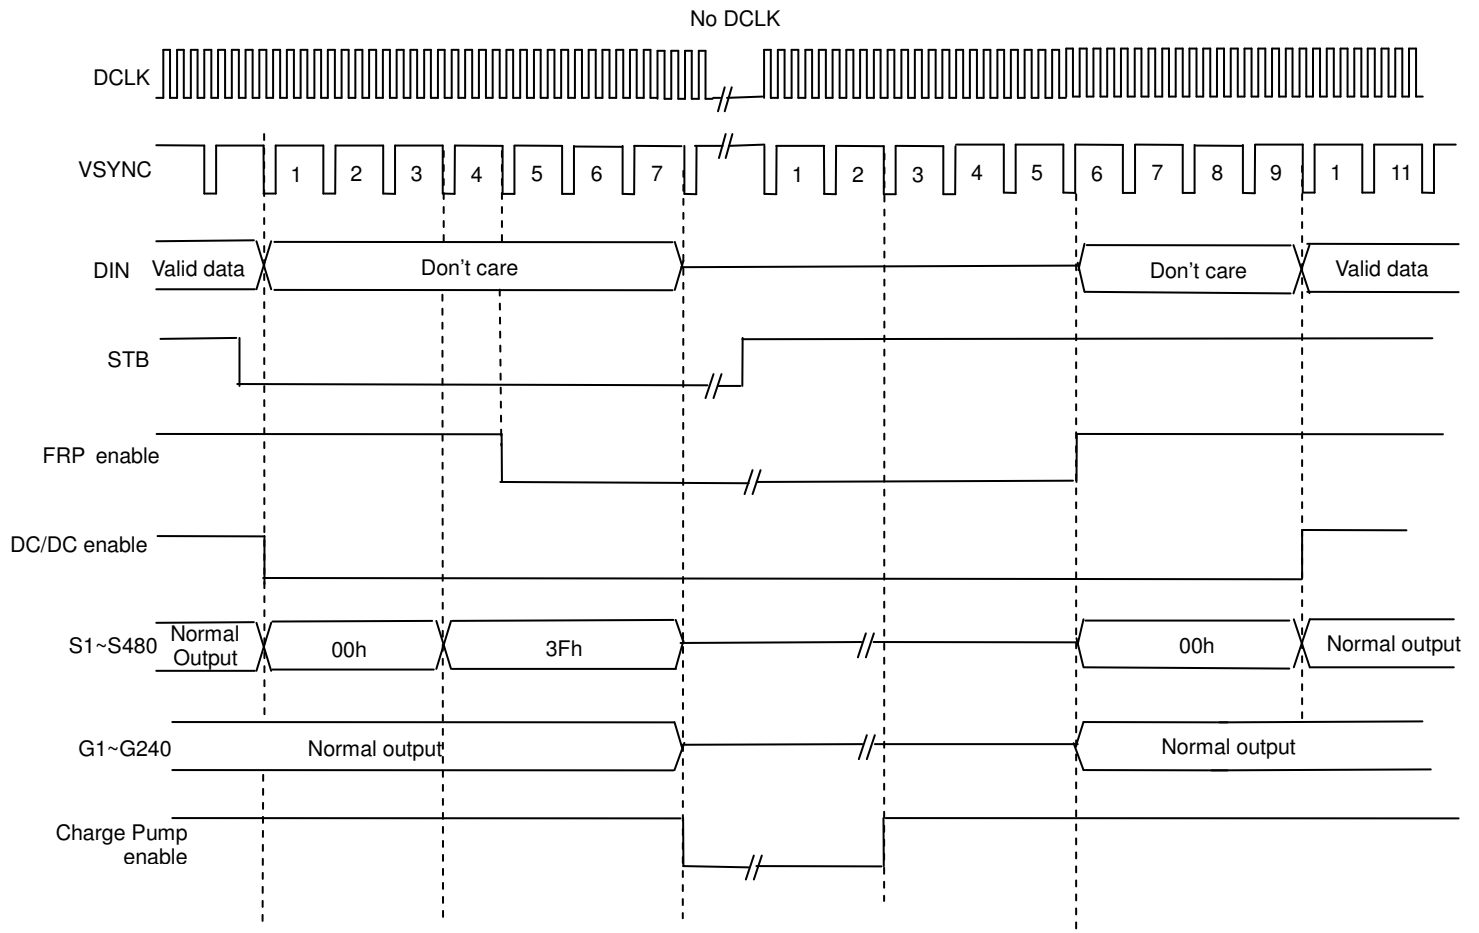 No DCLK
DCLK
VSYNC 1 2 3 4 5 6 7 1 2 3 4 5 6 7 8 9 1 11
DIN Valid data Don't care Don't care Valid data
STB
FRP enable
DC/DC enable
S1~S480 Normal Output 00h 3Fh 00h Normal output
G1~G240 Normal output Normal output
Charge Pump
enable